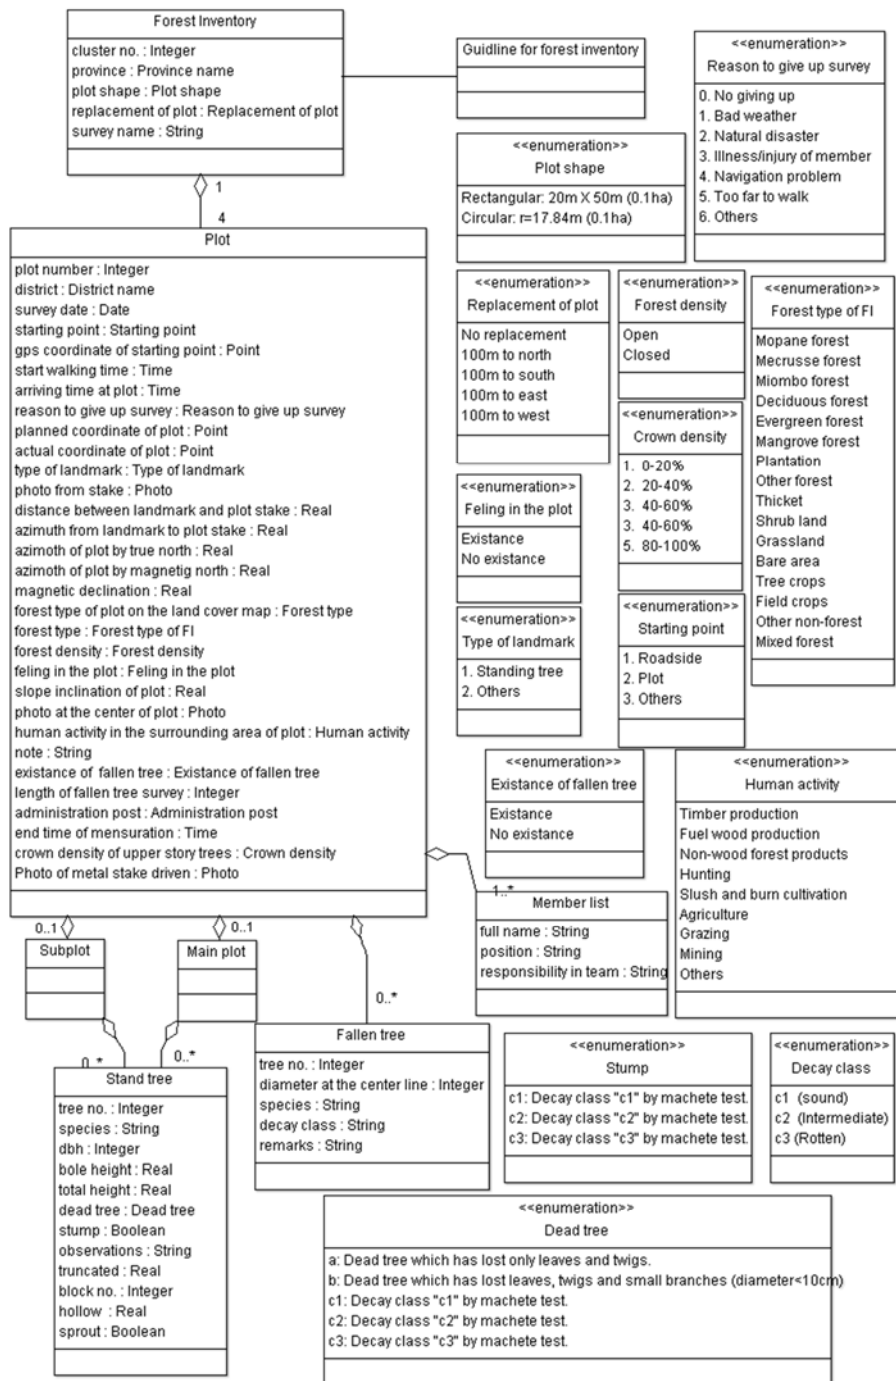 Forest Inventory
cluster no. : Integer
province : Province name
plot shape : Plot shape
replacement of plot : Replacement of plot
survey name : String
Guidline for forest inventory
<<enumeration>>
Reason to give up survey
0. No giving up
1. Bad weather
2. Natural disaster
3. Illness/injury of member
4. Navigation problem
5. Too far to walk
6. Others
<<enumeration>>
Plot shape
Rectangular: 20m X 50m (0.1ha)
Circular: r=17.84m (0.1ha)
1
4
Plot
plot number : Integer
district : District name
survey date : Date
starting point : Starting point
gps coordinate of starting point : Point
start walking time : Time
arriving time at plot : Time
reason to give up survey : Reason to give up survey
planned coordinate of plot : Point
actual coordinate of plot : Point
type of landmark : Type of landmark
photo from stake : Photo
distance between landmark and plot stake : Real
azimuth from landmark to plot stake : Real
azimoth of plot by true north : Real
azimoth of plot by magnetig north : Real
magnetic declination : Real
forest type of plot on the land cover map : Forest type
forest type : Forest type of FI
forest density : Forest density
feling in the plot : Feling in the plot
slope inclination of plot : Real
photo at the center of plot : Photo
human activity in the surrounding area of plot : Human activity
note : String
existance of fallen tree : Existance of fallen tree
length of fallen tree survey : Integer
administration post : Administration post
end time of mensuration : Time
crown density of upper story trees : Crown density
Photo of metal stake driven : Photo
<<enumeration>>
Replacement of plot
No replacement
100m to north
100m to south
100m to east
100m to west
<<enumeration>>
Forest density
Open
Closed
<<enumeration>>
Forest type of FI
Mopane forest
Mecrusse forest
Miombo forest
Deciduous forest
Evergreen forest
Mangrove forest
Plantation
Other forest
Thicket
Shrub land
Grassland
Bare area
Tree crops
Field crops
Other non-forest
Mixed forest
<<enumeration>>
Crown density
1. 0-20%
2. 20-40%
3. 40-60%
3. 40-60%
5. 80-100%
<<enumeration>>
Feling in the plot
Existance
No existance
<<enumeration>>
Type of landmark
1. Standing tree
2. Others
<<enumeration>>
Starting point
1. Roadside
2. Plot
3. Others
<<enumeration>>
Existance of fallen tree
Existance
No existance
<<enumeration>>
Human activity
Timber production
Fuel wood production
Non-wood forest products
Hunting
Slush and burn cultivation
Agriculture
Grazing
Mining
Others
1..*
Member list
full name : String
position : String
responsibility in team : String
0..1
0..1
Subplot
Main plot
0..*
0..*
0..*
Fallen tree
tree no. : Integer
diameter at the center line : Integer
species : String
decay class : String
remarks : String
Stand tree
tree no. : Integer
species : String
dbh : Integer
bole height : Real
total height : Real
dead tree : Dead tree
stump : Boolean
observations : String
truncated : Real
block no. : Integer
hollow : Real
sprout : Boolean
<<enumeration>>
Stump
c1: Decay class "c1" by machete test.
c2: Decay class "c2" by machete test.
c3: Decay class "c3" by machete test.
<<enumeration>>
Decay class
c1 (sound)
c2 (Intermediate)
c3 (Rotten)
<<enumeration>>
Dead tree
a: Dead tree which has lost only leaves and twigs.
b: Dead tree which has lost leaves, twigs and small branches (diameter<10cm)
c1: Decay class "c1" by machete test.
c2: Decay class "c2" by machete test.
c3: Decay class "c3" by machete test.